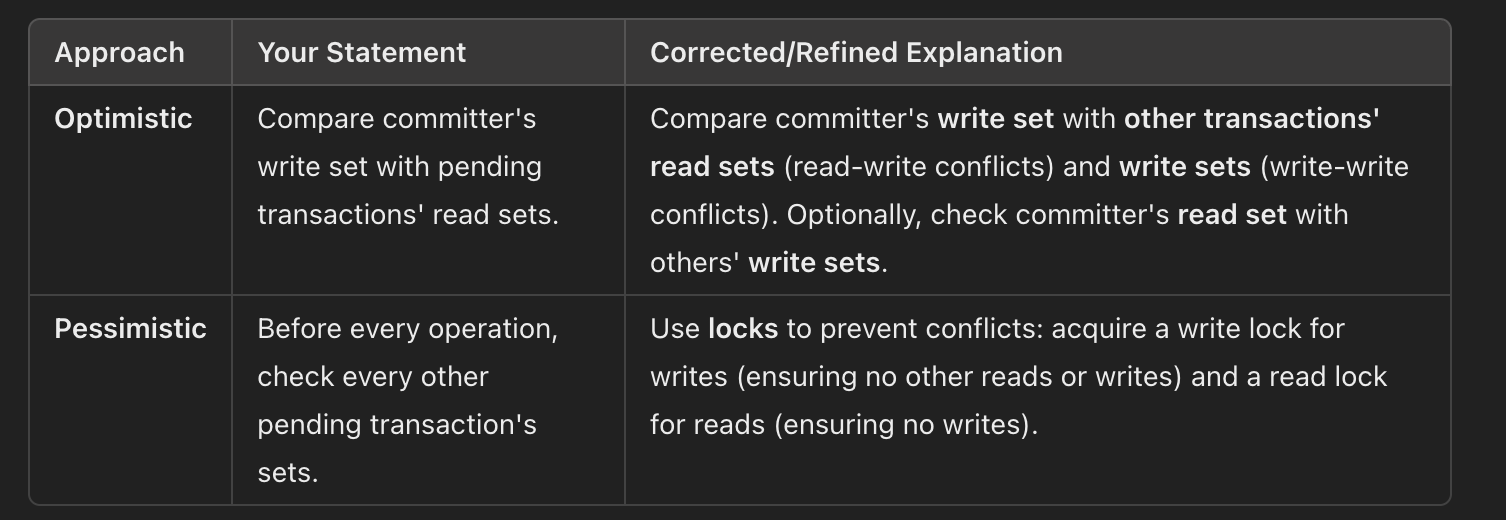 Approach Your Statement Corrected/Refined Explanation
Optimistic
Compare committer's
write set with pending
transactions' read sets.
Compare committer's write set with other transactions'
read sets (read-write conflicts) and write sets (write-write
conflicts). Optionally, check committer's read set with
others' write sets.
Pessimistic
Before every operation,
check every other
pending transaction's
sets.
Use locks to prevent conflicts: acquire a write lock for
writes (ensuring no other reads or writes) and a read lock
for reads (ensuring no writes).